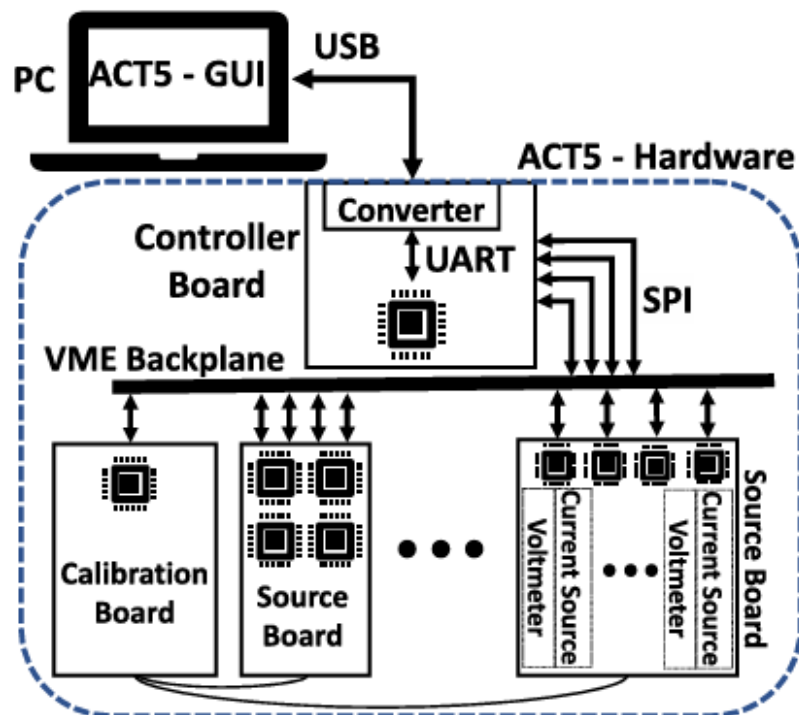 USB
PC
ACT5 - GUI
ACT5 - Hardware
Converter
Controller
Board
UART
SPI
VME Backplane
Calibration
Board
Source
Board
Voltmeter
Current Source
Voltmeter
Current Source
Source Board